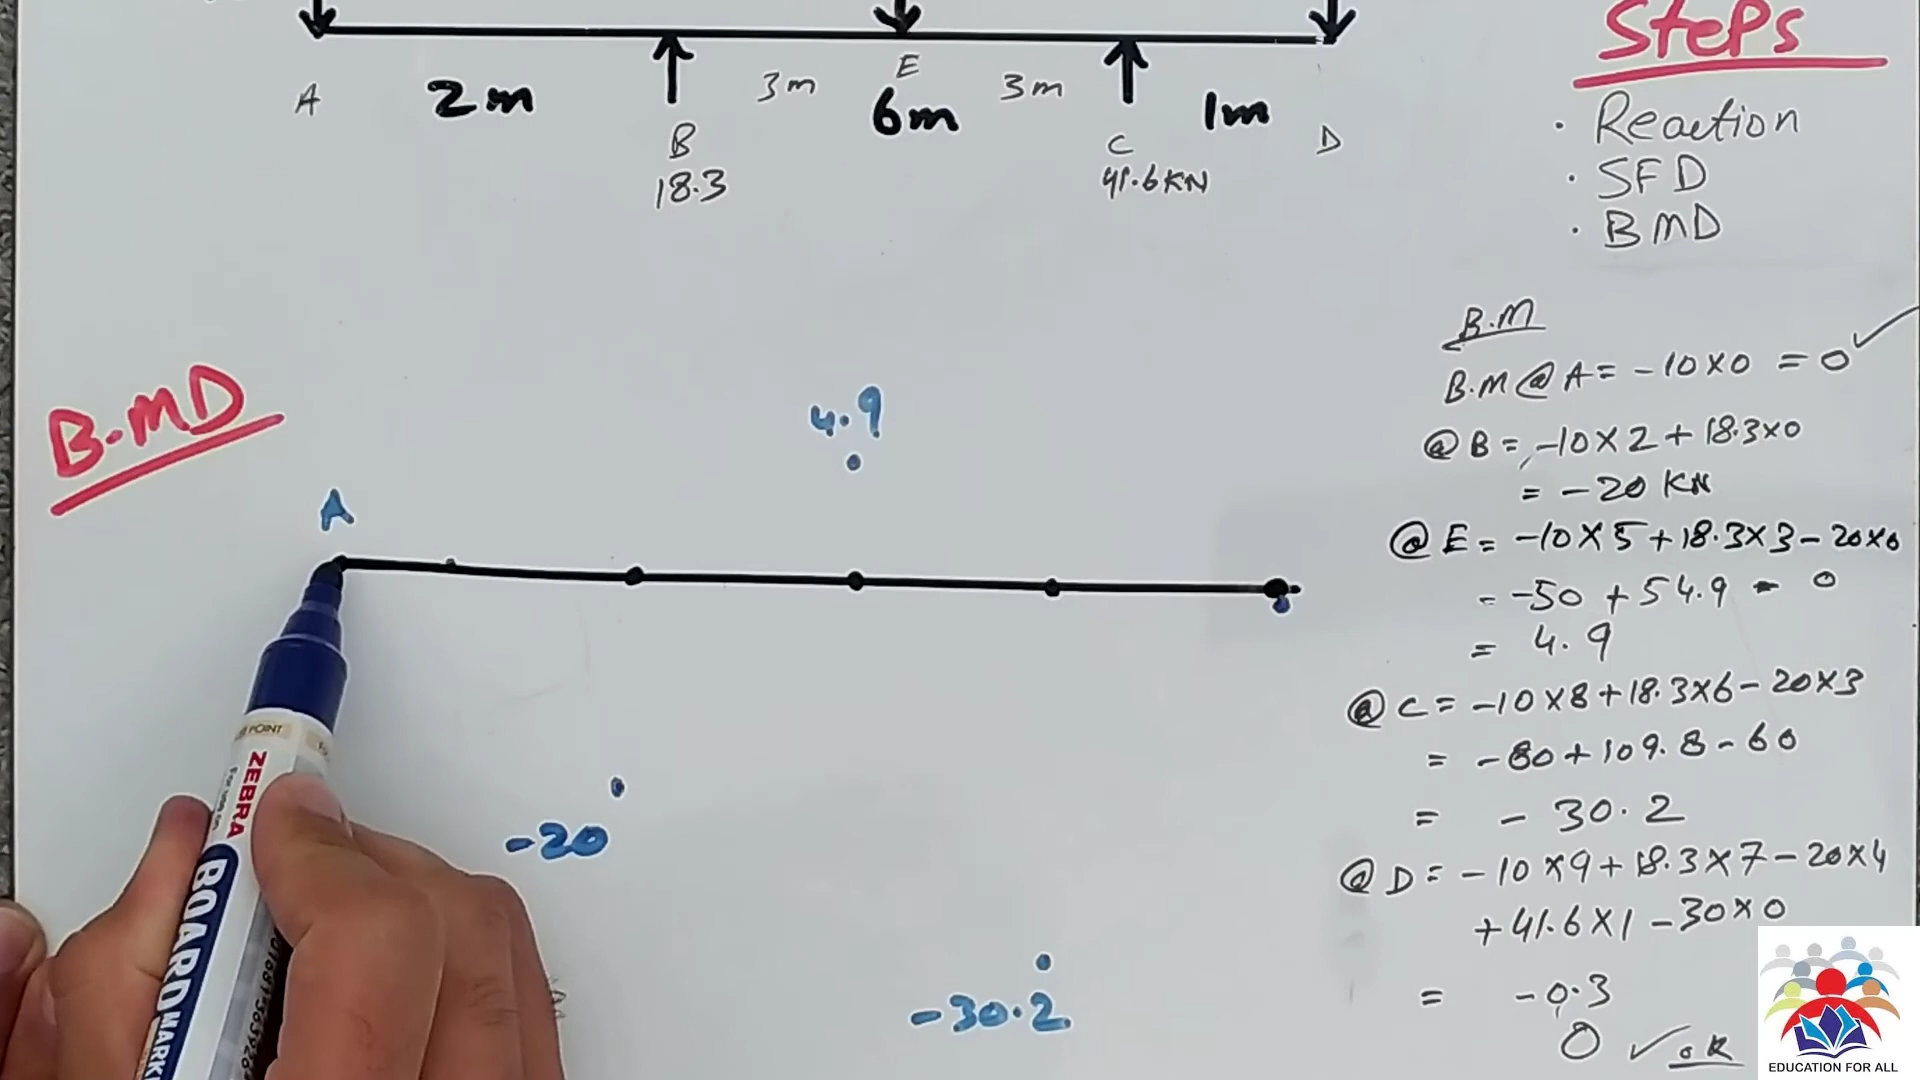 A
2m
B
18.3
3m
E
6m
3m
C
41.6KN
1m
D
Steps
· Reaction
· SFD
· BMD
B.MD
A
4.9
-20
-30.2
B.M
B.M@A = -10×0 = 0 ✓
@B = -10×2+18.3×0
= -20 KN
@E = -10×5+18.3×3-20×0
= -50 + 54.9 - 0
= 4.9
@C = -10×8+18.3×6-20×3
= -80+109.8-60
= -30.2
@D = -10×9+18.3×7-20×4
+41.6×1-30×0
= -0.3
0 ✓ OK
ZEBRA
BOARD MARK
EDUCATION FOR ALL